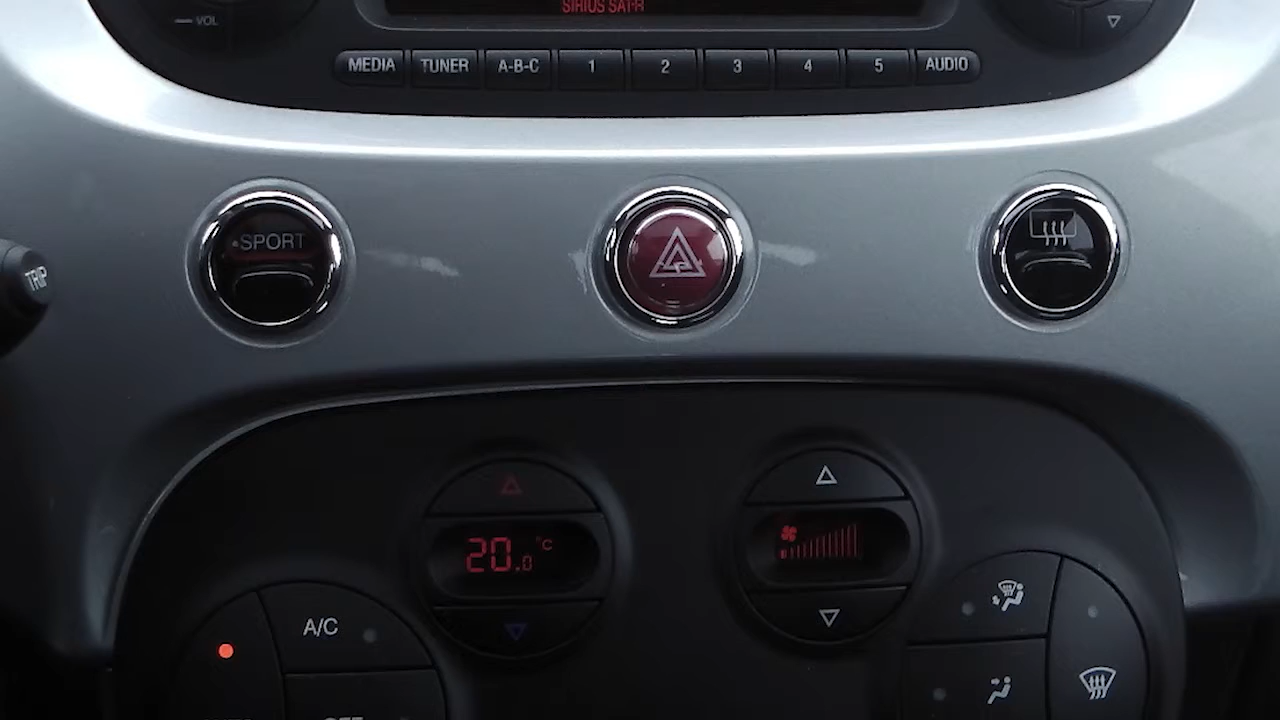 SIRIUS SAT-R
VOL
MEDIA TUNER A-B-C 1 2 3 4 5 AUDIO
SPORT
TRIP
20.0 °C
A/C